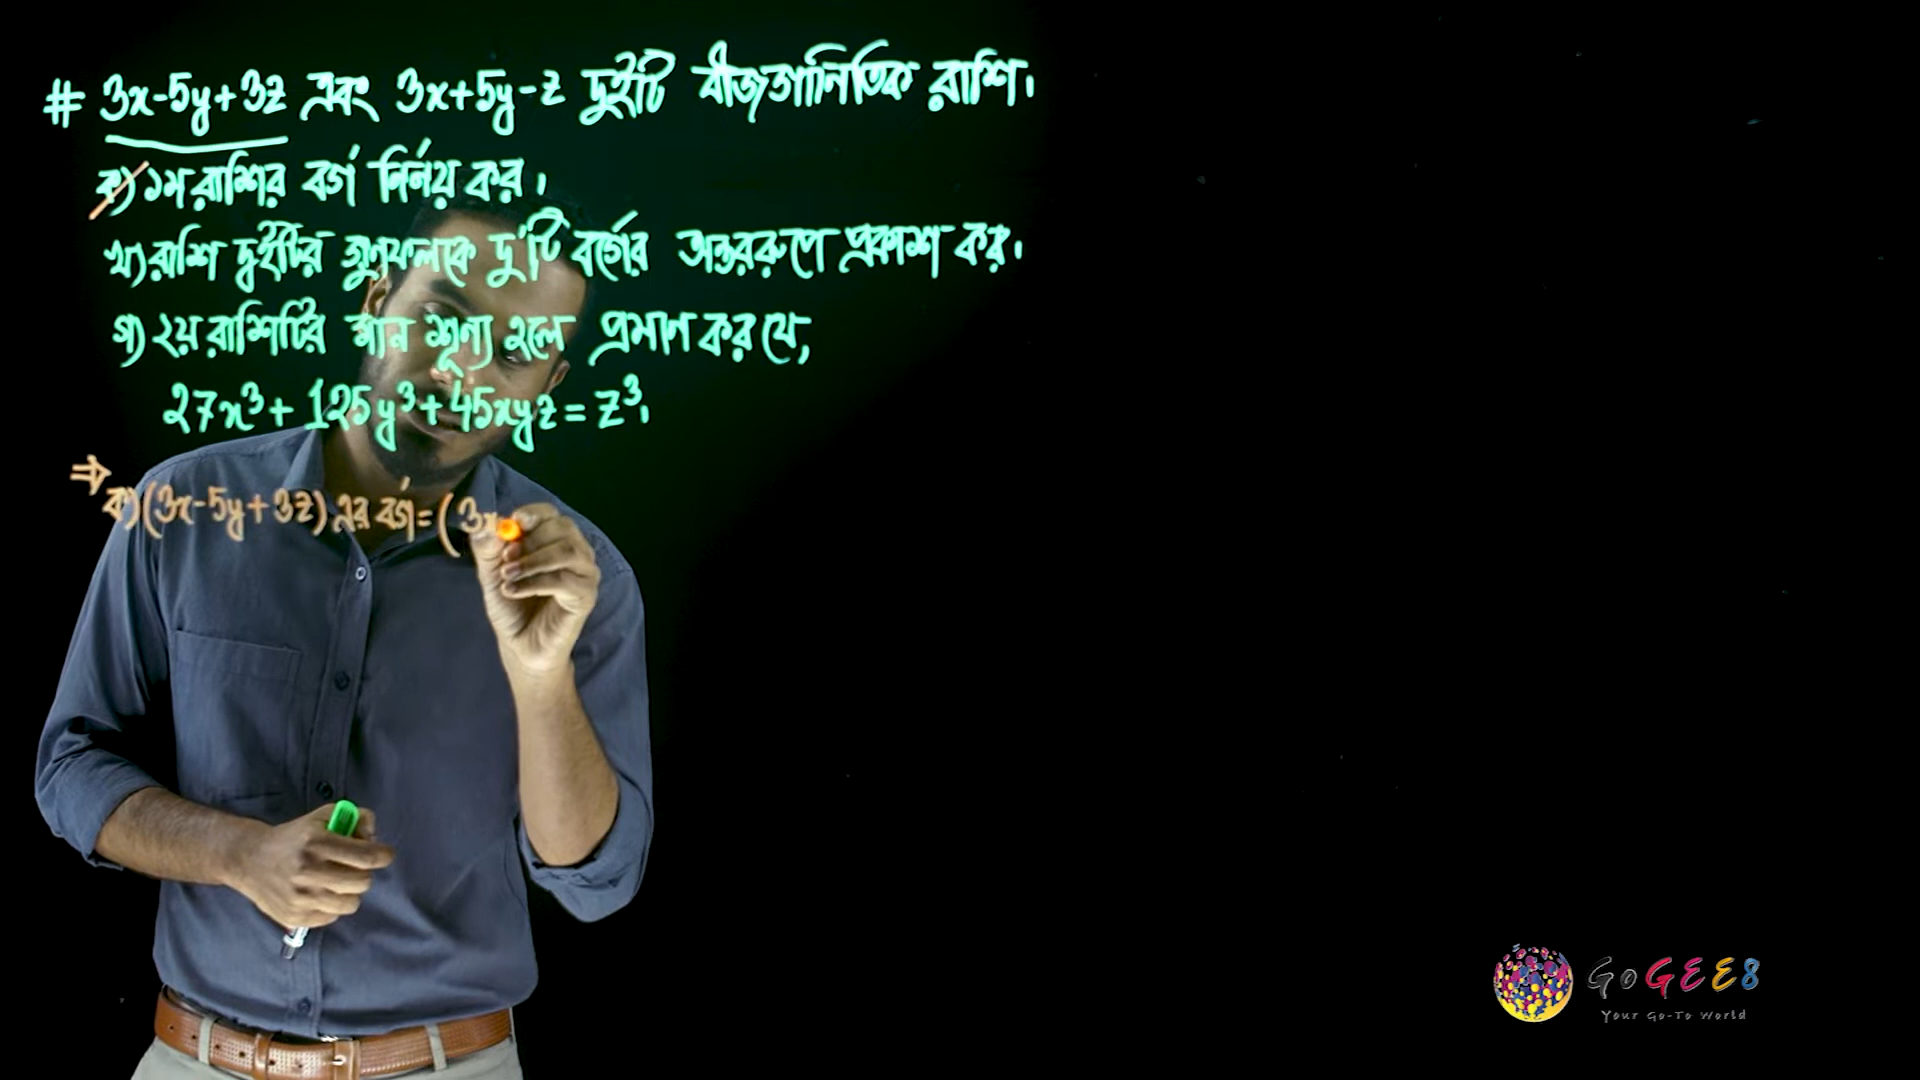 # 3x-5y+3z এবং 3x+5y-z দুইটি বীজগানিতিক রাশি।
ক) ১ম রাশির বর্গ নির্নয় কর।
খ) রাশি দুইটির গুণফলকে দু'টি বর্গের অন্তররুপে প্রকাশ কর।
গ) ২য় রাশিটির মান শূন্য হলে প্রমাণ কর যে,
27x³+ 125y³+45xyz = z³।
⇒ ক) (3x-5y+3z) এর বর্গ = (3x
GoGEE8
Your Go-To World